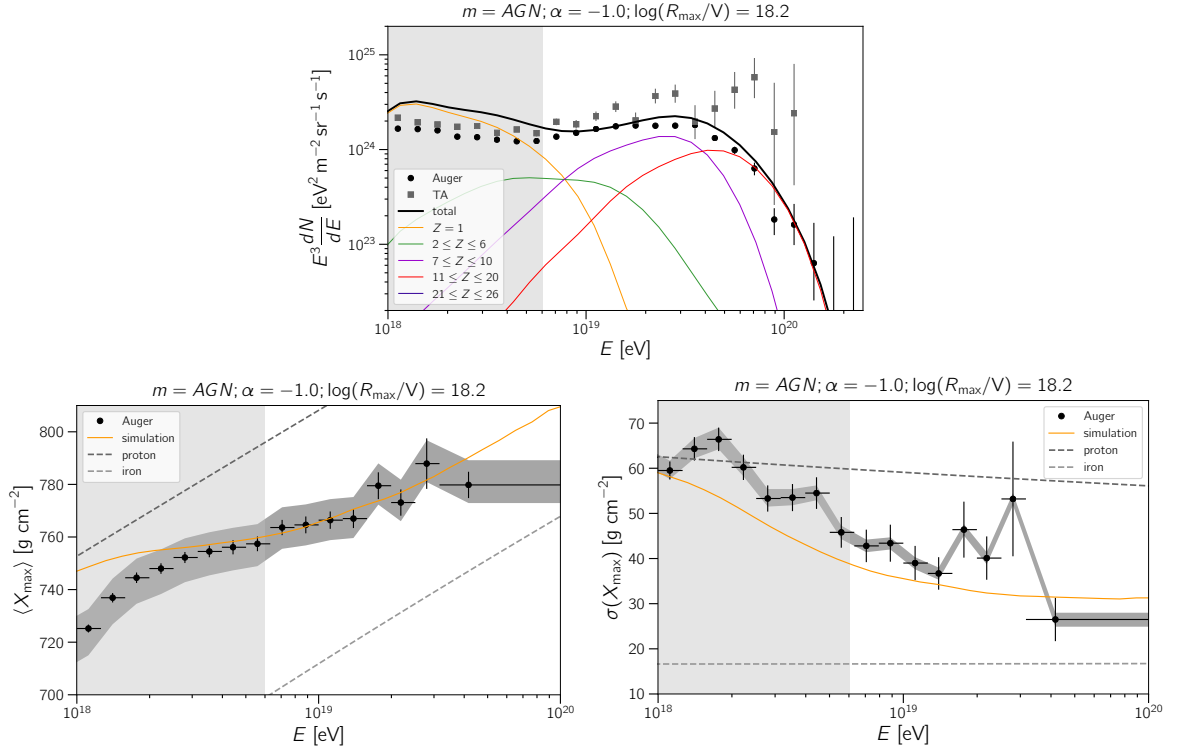 m = AGN; α = −1.0; log(R_max/V) = 18.2
10^25
10^24
10^23
E^3 dN/dE [eV^2 m^−2 sr^−1 s^−1]
Auger
TA
total
Z = 1
2 ≤ Z ≤ 6
7 ≤ Z ≤ 10
11 ≤ Z ≤ 20
21 ≤ Z ≤ 26
10^18 10^19 10^20
E [eV]
m = AGN; α = −1.0; log(R_max/V) = 18.2
800
780
760
740
720
700
⟨X_max⟩ [g cm^−2]
Auger
simulation
proton
iron
10^18 10^19 10^20
E [eV]
m = AGN; α = −1.0; log(R_max/V) = 18.2
70
60
50
40
30
20
10
σ(X_max) [g cm^−2]
Auger
simulation
proton
iron
10^18 10^19 10^20
E [eV]